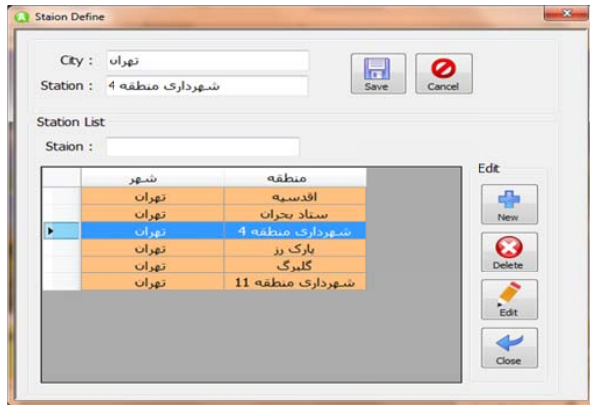 Staion Define
City : تهران
Station : شهرداری منطقه 4
Save Cancel
Station List
Staion :
Edit
شهر منطقه
تهران اقدسیه
تهران ستاد بحران
تهران شهرداری منطقه 4
تهران پارک رز
تهران گلبرگ
تهران شهرداری منطقه 11
New
Delete
Edit
Close